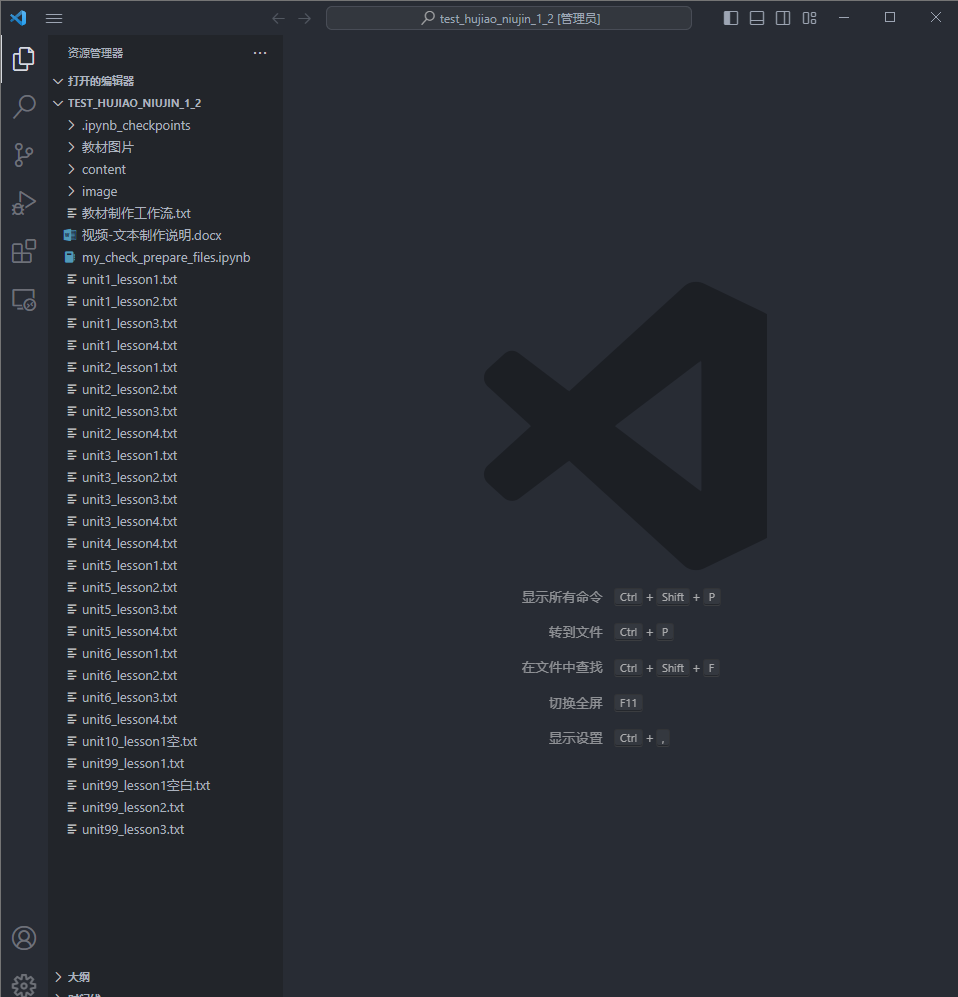 test_hujiao_niujin_1_2 [管理员]
资源管理器
打开的编辑器
TEST_HUJIAO_NIUJIN_1_2
.ipynb_checkpoints
教材图片
content
image
教材制作工作流.txt
视频-文本制作说明.docx
my_check_prepare_files.ipynb
unit1_lesson1.txt
unit1_lesson2.txt
unit1_lesson3.txt
unit1_lesson4.txt
unit2_lesson1.txt
unit2_lesson2.txt
unit2_lesson3.txt
unit2_lesson4.txt
unit3_lesson1.txt
unit3_lesson2.txt
unit3_lesson3.txt
unit3_lesson4.txt
unit4_lesson4.txt
unit5_lesson1.txt
unit5_lesson2.txt
unit5_lesson3.txt
unit5_lesson4.txt
unit6_lesson1.txt
unit6_lesson2.txt
unit6_lesson3.txt
unit6_lesson4.txt
unit10_lesson1空.txt
unit99_lesson1.txt
unit99_lesson1空白.txt
unit99_lesson2.txt
unit99_lesson3.txt
大纲
显示所有命令 Ctrl + Shift + P
转到文件 Ctrl + P
在文件中查找 Ctrl + Shift + F
切换全屏 F11
显示设置 Ctrl + ,